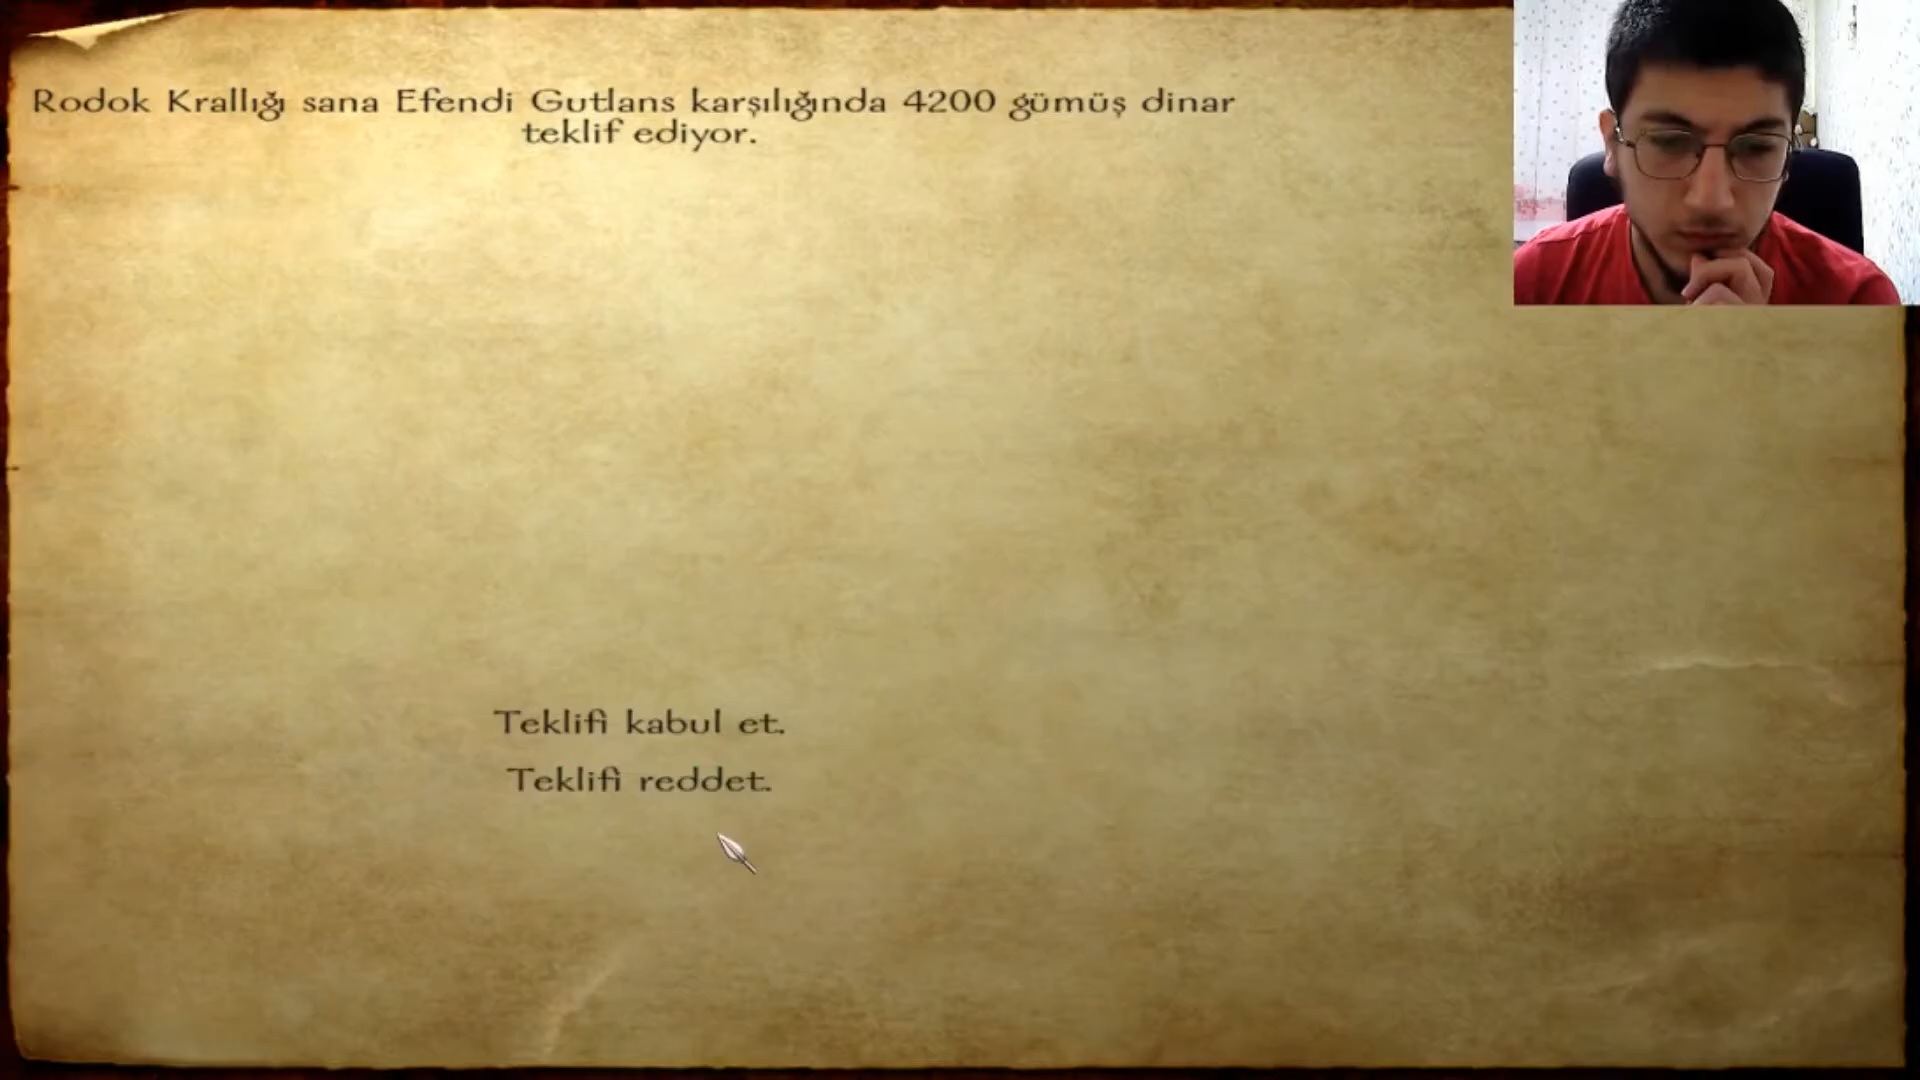 Rodok Krallığı sana Efendi Gutlans karşılığında 4200 gümüş dinar
teklif ediyor.
Teklifi kabul et.
Teklifi reddet.